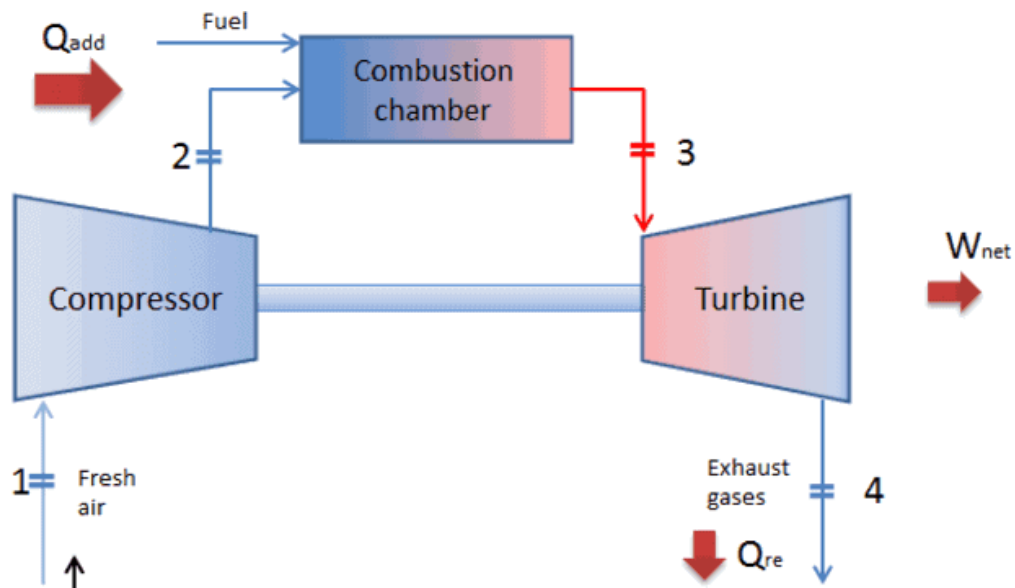 Fuel
Qadd
Combustion
chamber
2
3
Wnet
Compressor
Turbine
1
Fresh
air
Exhaust
gases
4
Qre